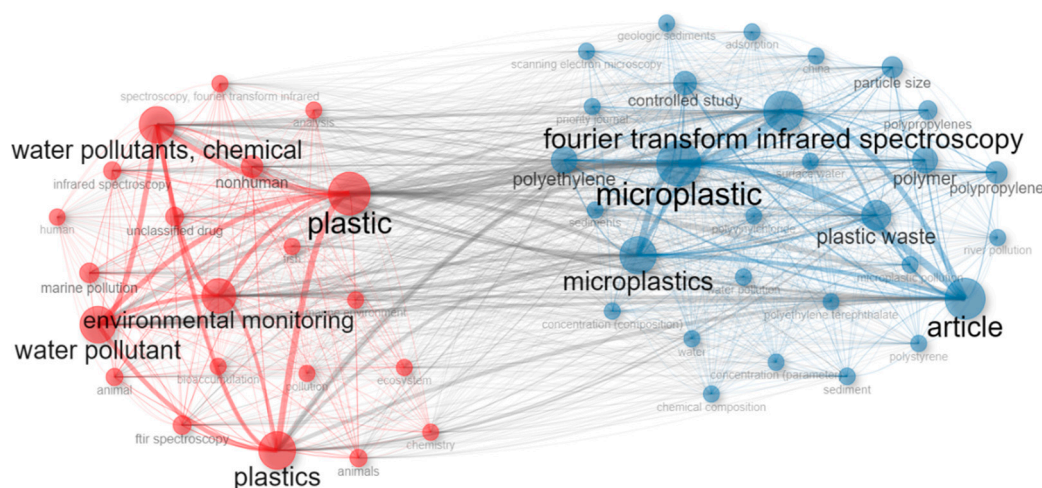 geologic sediments
adsorption
scanning electron microscopy
china
particle size
spectroscopy, fourier transform infrared
controlled study
analysis
priority journal
polypropylenes
fourier transform infrared spectroscopy
water pollutants, chemical
surface water
infrared spectroscopy
nonhuman
polyethylene
polymer
microplastic
polypropylene
plastic
human
unclassified drug
sediments
polyvinyl chloride
plastic waste
risk
river pollution
marine pollution
microplastics
water pollution
microplastic pollution
environmental monitoring
concentration (composition)
polyethylene terephthalate
article
water pollutant
water
polystyrene
animal
bioaccumulation
pollution
ecosystem
concentration (parameter)
sediment
chemical composition
ftir spectroscopy
chemistry
plastics
animals